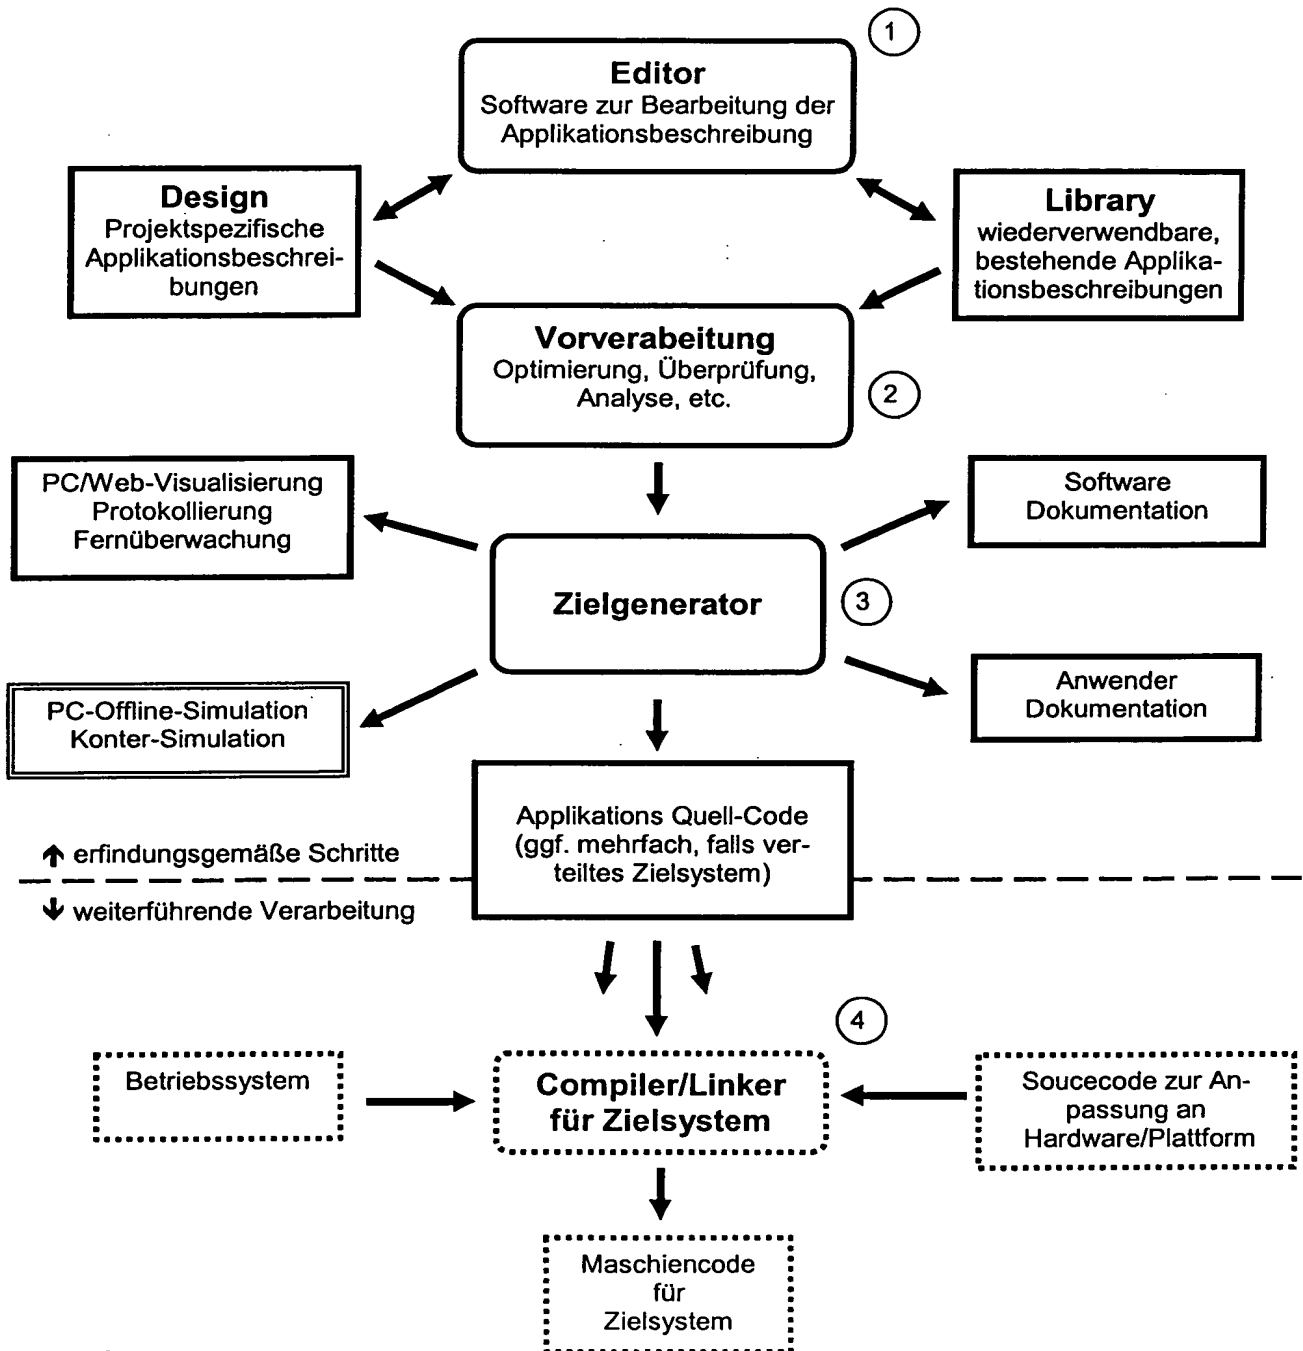 1
Editor
Software zur Bearbeitung der
Applikationsbeschreibung
Design
Projektspezifische
Applikationsbeschrei-
bungen
Library
wiederverwendbare,
bestehende Applika-
tionsbeschreibungen
Vorverabeitung
Optimierung, Überprüfung,
Analyse, etc.
2
PC/Web-Visualisierung
Protokollierung
Fernüberwachung
Software
Dokumentation
Zielgenerator
3
PC-Offline-Simulation
Konter-Simulation
Anwender
Dokumentation
Applikations Quell-Code
(ggf. mehrfach, falls ver-
teiltes Zielsystem)
↑ erfindungsgemäße Schritte
↓ weiterführende Verarbeitung
4
Betriebssystem
Compiler/Linker
für Zielsystem
Soucecode zur An-
passung an
Hardware/Plattform
Maschiencode
für
Zielsystem